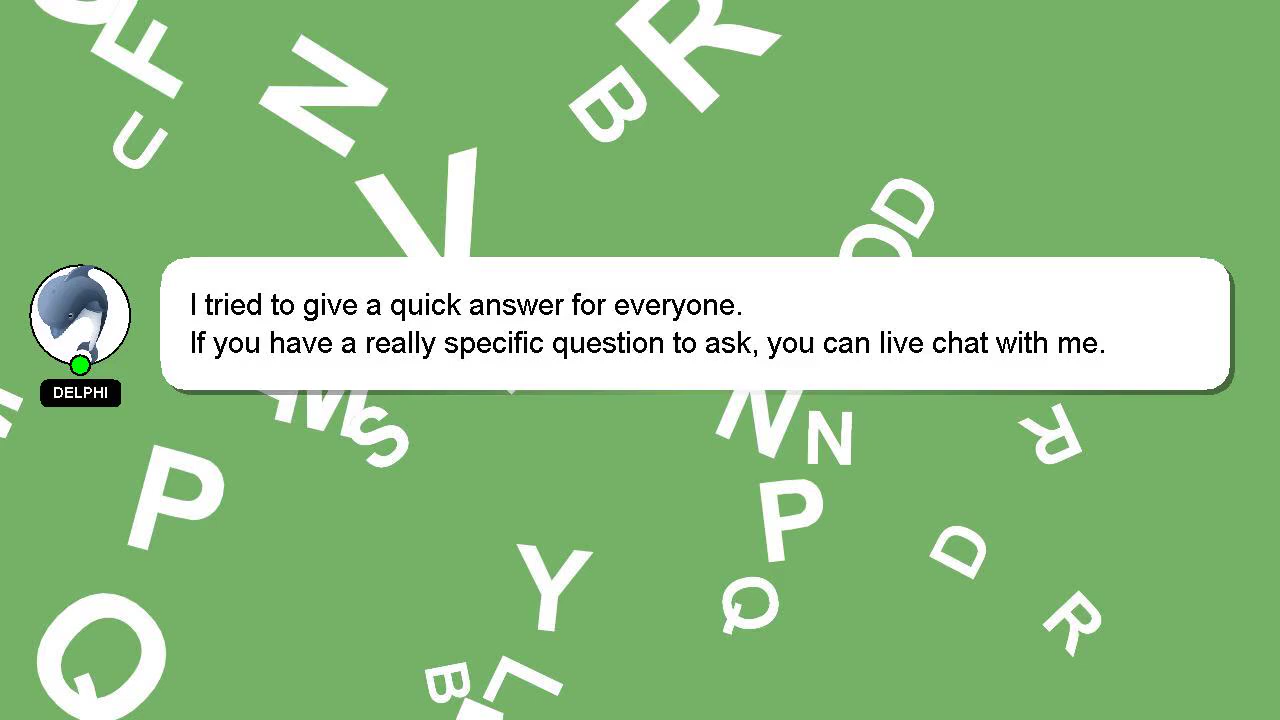 F
U
N
B
R
V
D
O
I tried to give a quick answer for everyone.
If you have a really specific question to ask, you can live chat with me.
DELPHI
M
S
N
N
R
P
P
D
Y
Q
R
Q
B
L